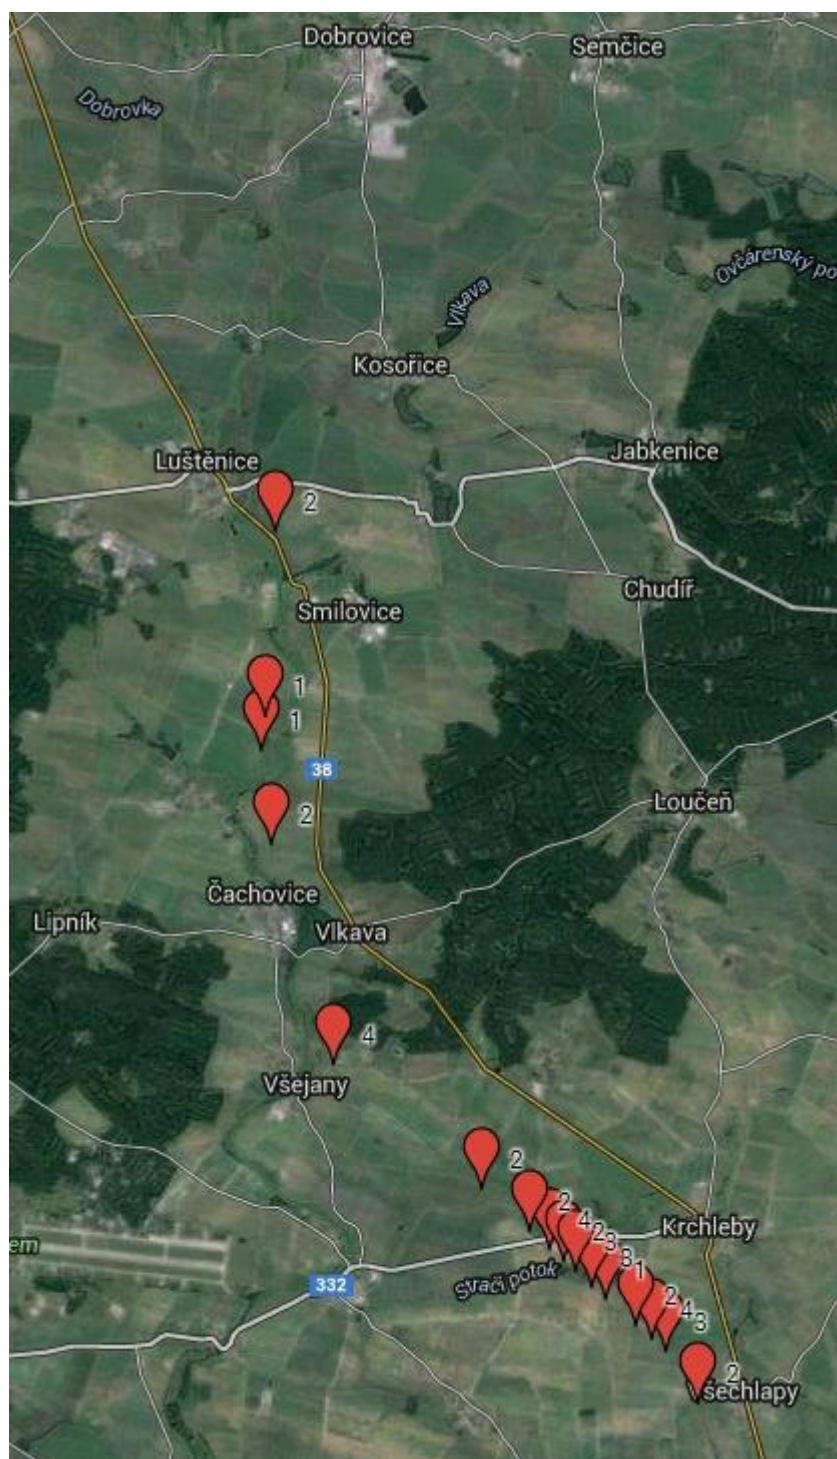 Dobrovice
Semčice
Dobrovka
Ovčárenský po
Vlkava
Kosořice
Jabkenice
Luštěnice
2
Chudíř
Smilovice
1
1
38
2
Loučeň
Čachovice
Lipník
Vlkava
4
Všejany
2
2
4
2
3
3
1
Krchleby
em
332
Stračí potok
2
4
3
2
šechlapy